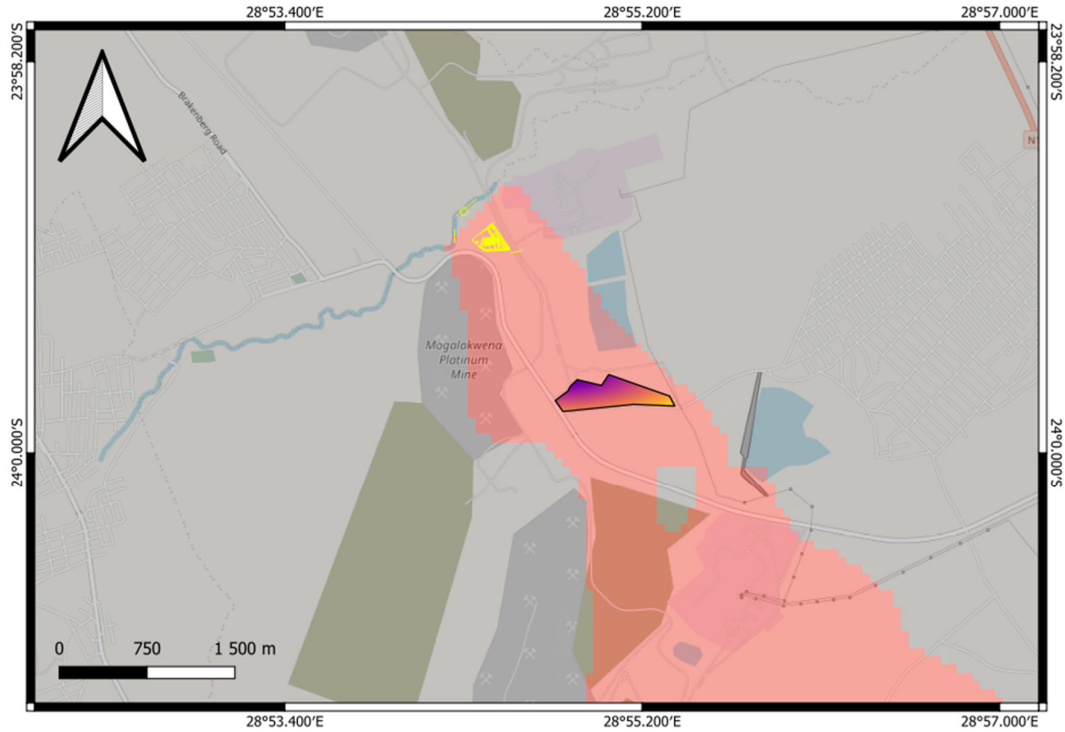 28°53.400′E 28°55.200′E 28°57.000′E
23°58.200′S
23°58.200′S
Brakenberg Road
N1
Mogalakwena
Platinum
Mine
24°0.000′S
24°0.000′S
0 750 1 500 m
28°53.400′E 28°55.200′E 28°57.000′E